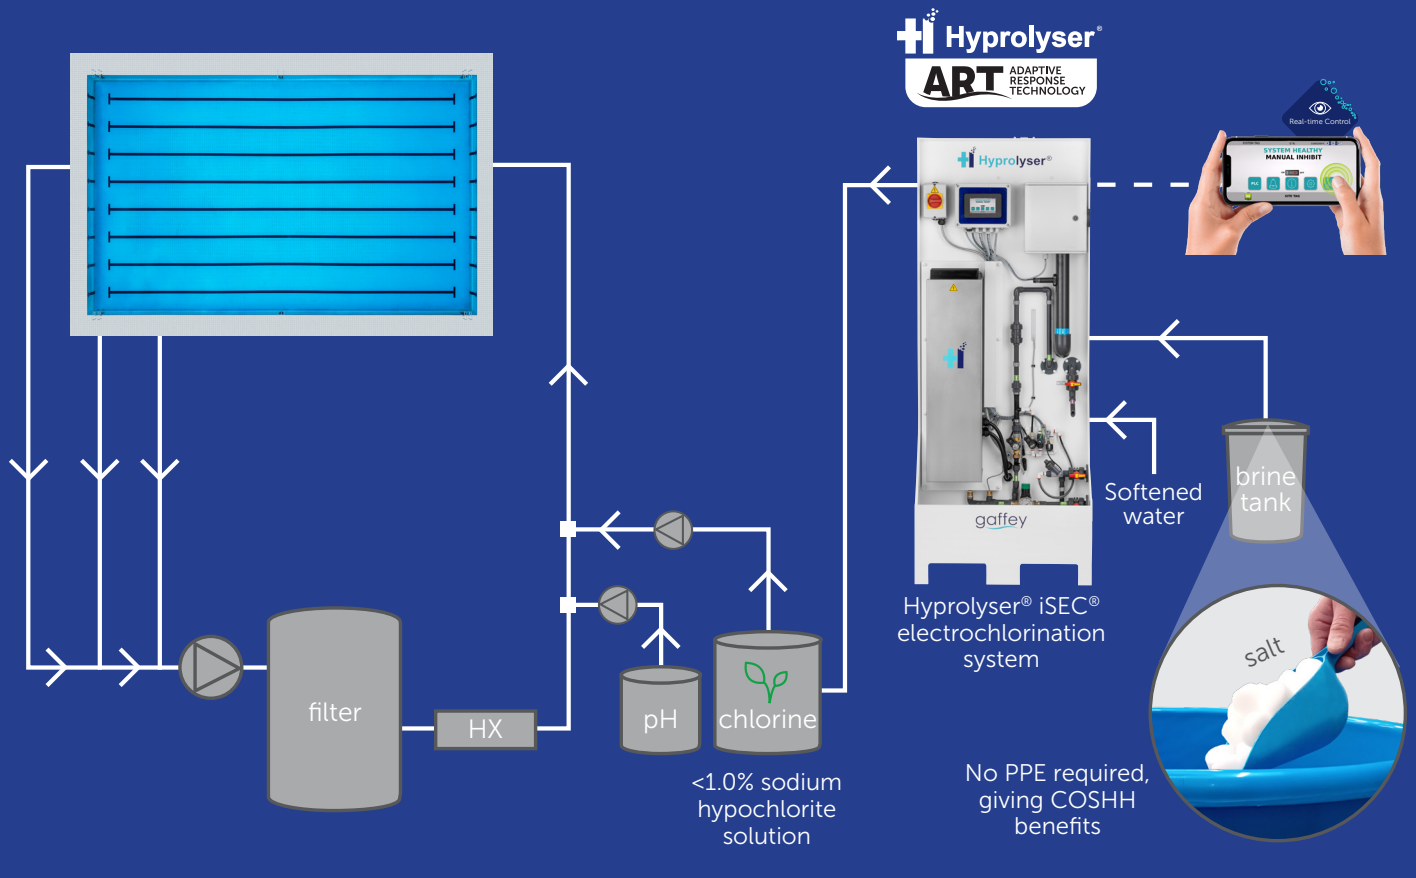 Hyprolyser®
ART ADAPTIVE
RESPONSE
TECHNOLOGY
Real-time Control
SYSTEM HEALTHY
MANUAL INHIBIT
PLC
Hyprolyser®
gaffey
Softened
water
brine
tank
Hyprolyser® iSEC®
electrochlorination
system
salt
filter
HX
pH
chlorine
<1.0% sodium
hypochlorite
solution
No PPE required,
giving COSHH
benefits